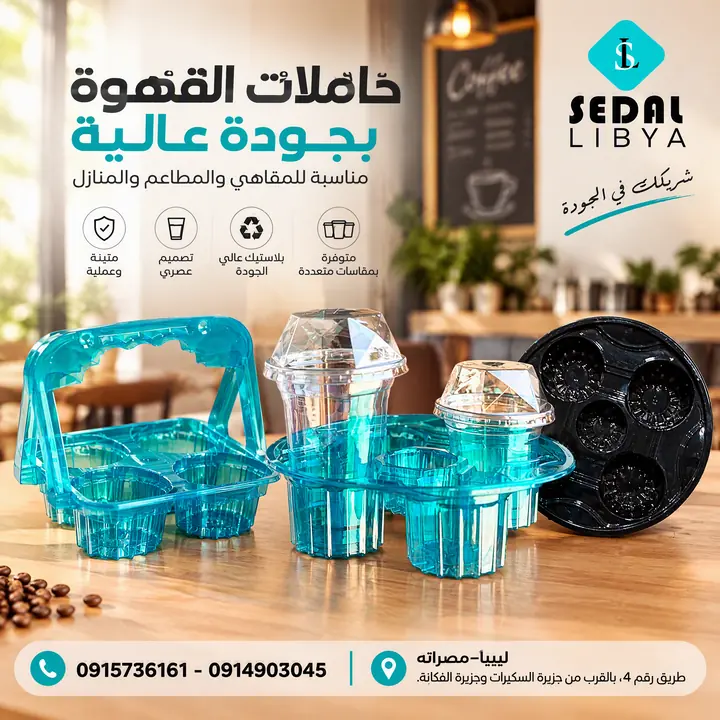 حاملات القهوة
بجودة عالية
مناسبة للمقاهي والمطاعم والمنازل
متوفرة
بمقاسات متعددة
بلاستيك عالي
الجودة
تصميم
عصري
متينة
وعملية
LS
SEDAL
LIBYA
شريكك في الجودة
Coffee
0915736161 - 0914903045
ليبيا-مصراته
طريق رقم 4، بالقرب من جزيرة السكيرات وجزيرة الفكانة.